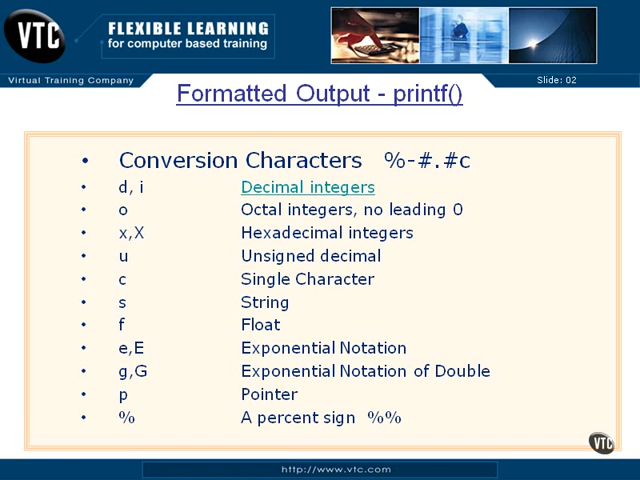 VTC
FLEXIBLE LEARNING
for computer based training
Virtual Training Company
Slide: 02
Formatted Output - printf()
• Conversion Characters %-#.#c
• d, i Decimal integers
• o Octal integers, no leading 0
• x,X Hexadecimal integers
• u Unsigned decimal
• c Single Character
• s String
• f Float
• e,E Exponential Notation
• g,G Exponential Notation of Double
• p Pointer
• % A percent sign %%
VTC
http://www.vtc.com